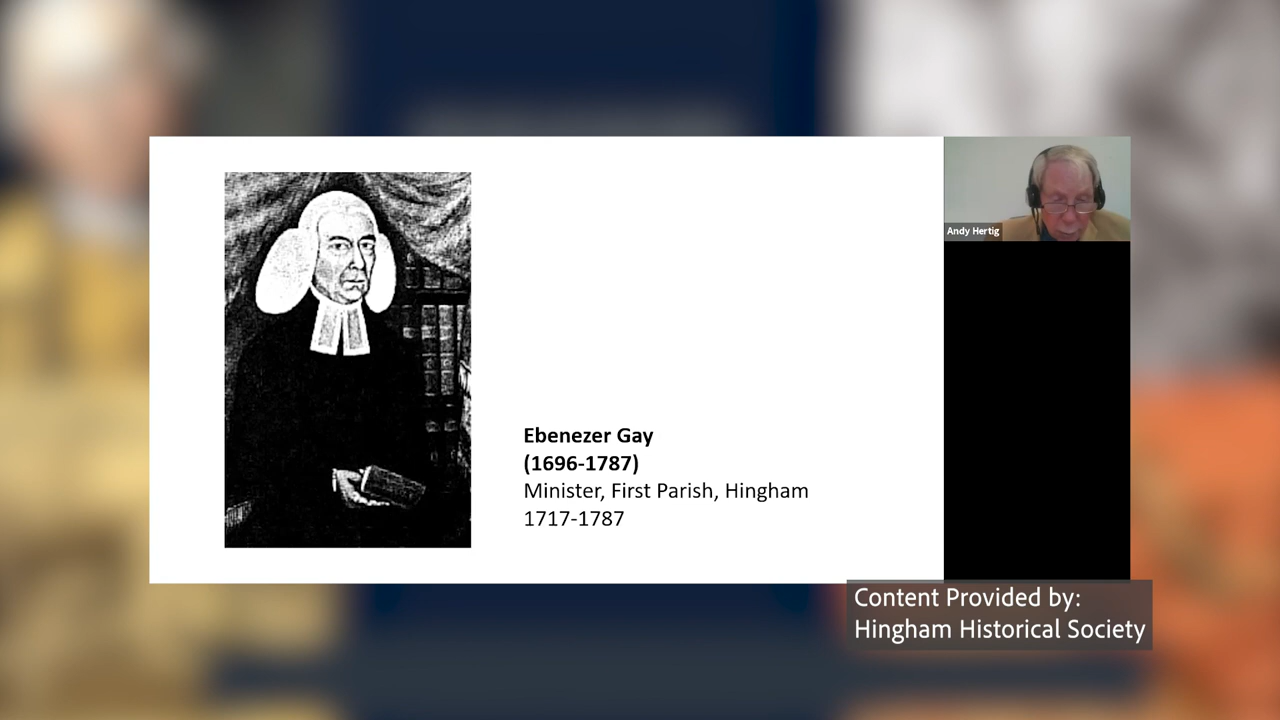 Ebenezer Gay
(1696-1787)
Minister, First Parish, Hingham
1717-1787
Andy Hertig
Content Provided by:
Hingham Historical Society